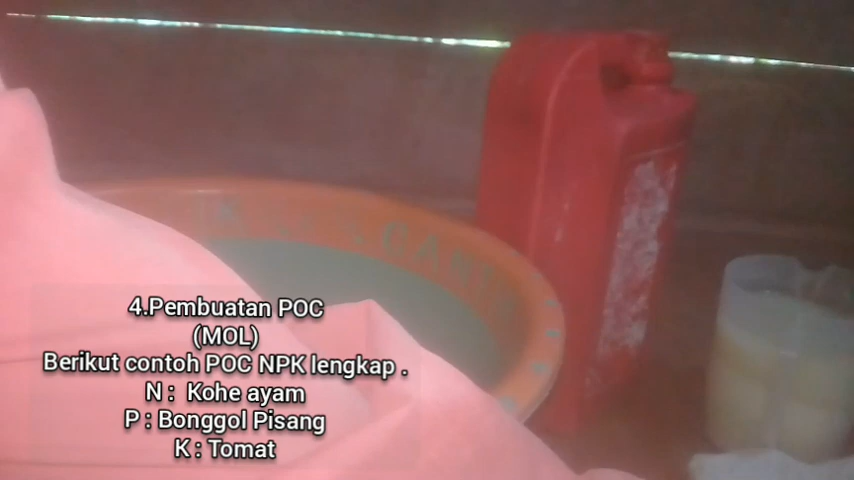 4.Pembuatan POC
(MOL)
Berikut contoh POC NPK lengkap .
N : Kohe ayam
P : Bonggol Pisang
K : Tomat